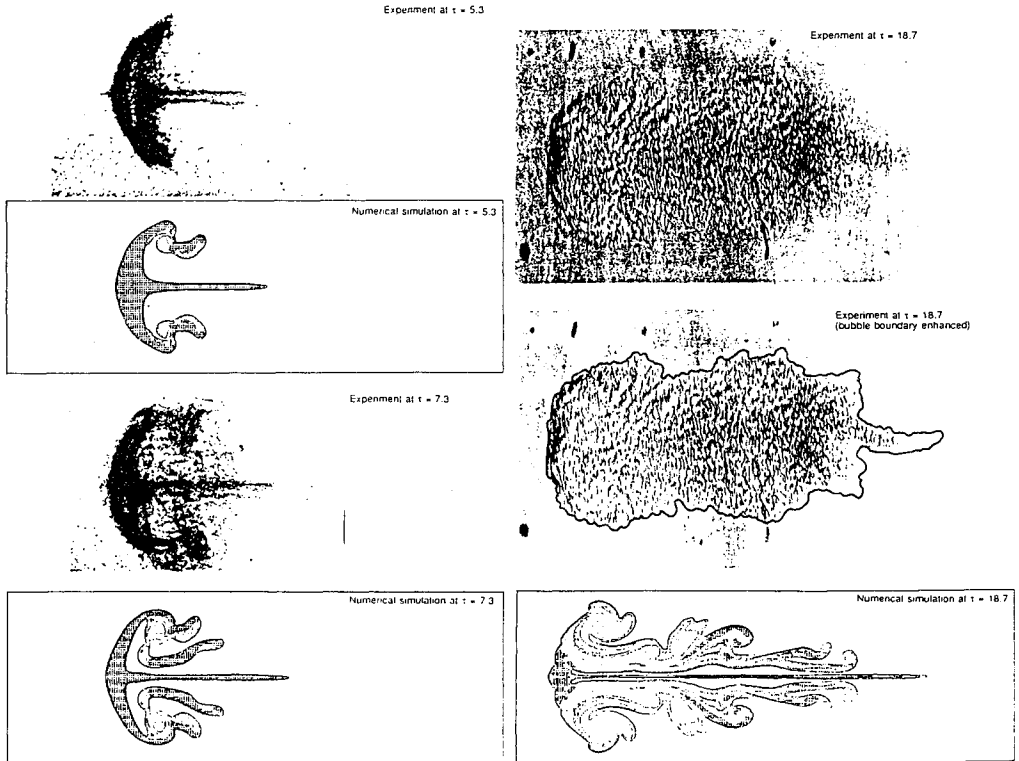 Experiment at τ = 5.3
Numerical simulation at τ = 5.3
Experiment at τ = 7.3
Numerical simulation at τ = 7.3
Experiment at τ = 18.7
Experiment at τ = 18.7
(bubble boundary enhanced)
Numerical simulation at τ = 18.7